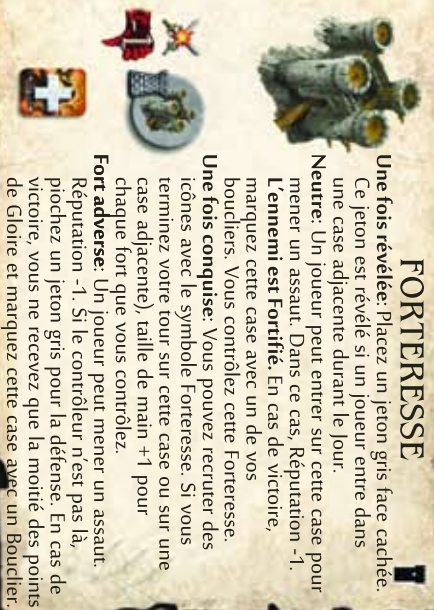 FORTERESSE
Une fois révélée: Placez un jeton gris face cachée.
Ce jeton est révélé si un joueur entre dans
une case adjacente durant le Jour.
Neutre: Un joueur peut entrer sur cette case pour
mener un assaut. Dans ce cas, Réputation -1.
L'ennemi est Fortifié. En cas de victoire,
marquez cette case avec un de vos
boucliers. Vous contrôlez cette Forteresse.
Une fois conquise: Vous pouvez recruter des
icônes avec le symbole Forteresse. Si vous
terminez votre tour sur cette case ou sur une
case adjacente), taille de main +1 pour
chaque fort que vous contrôlez.
Fort adverse: Un joueur peut mener un assaut.
Réputation -1. Si le contrôleur n'est pas là,
piochez un jeton gris pour la défense. En cas de
victoire, vous ne recevez que la moitié des points
de Gloire et marquez cette case avec un Bouclier.